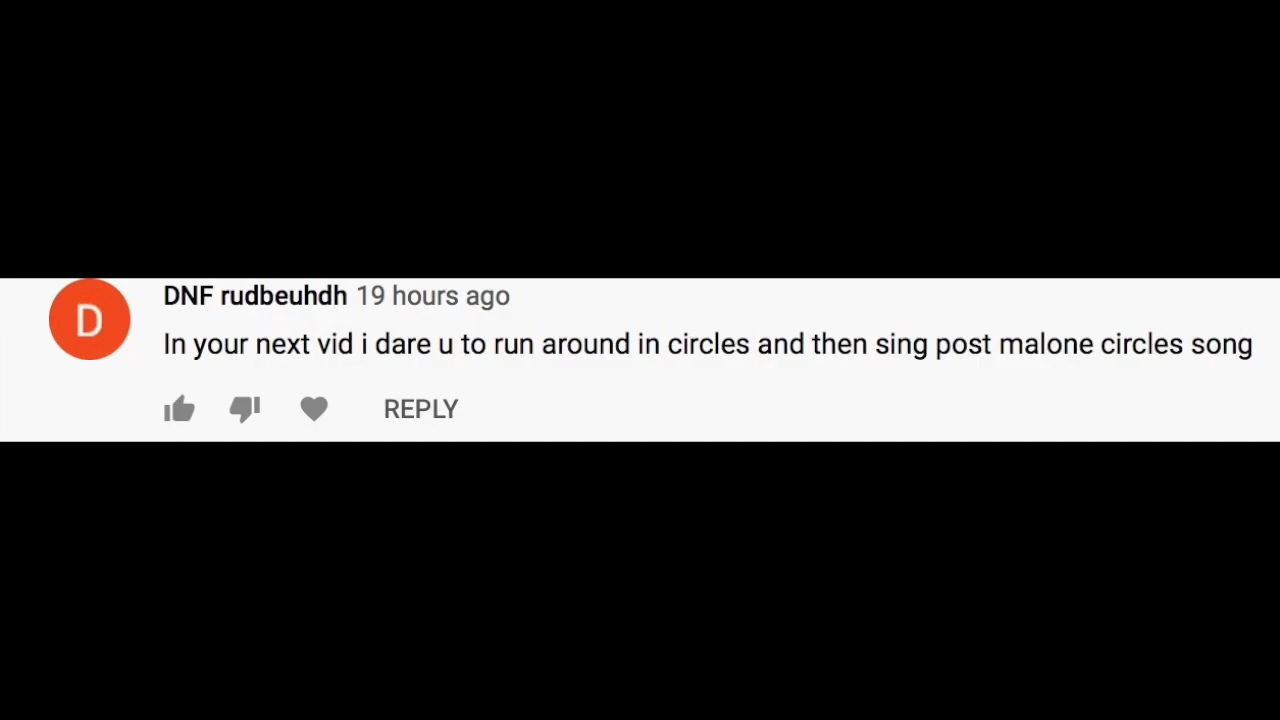 D
DNF rudbeuhdh 19 hours ago
In your next vid i dare u to run around in circles and then sing post malone circles song
REPLY